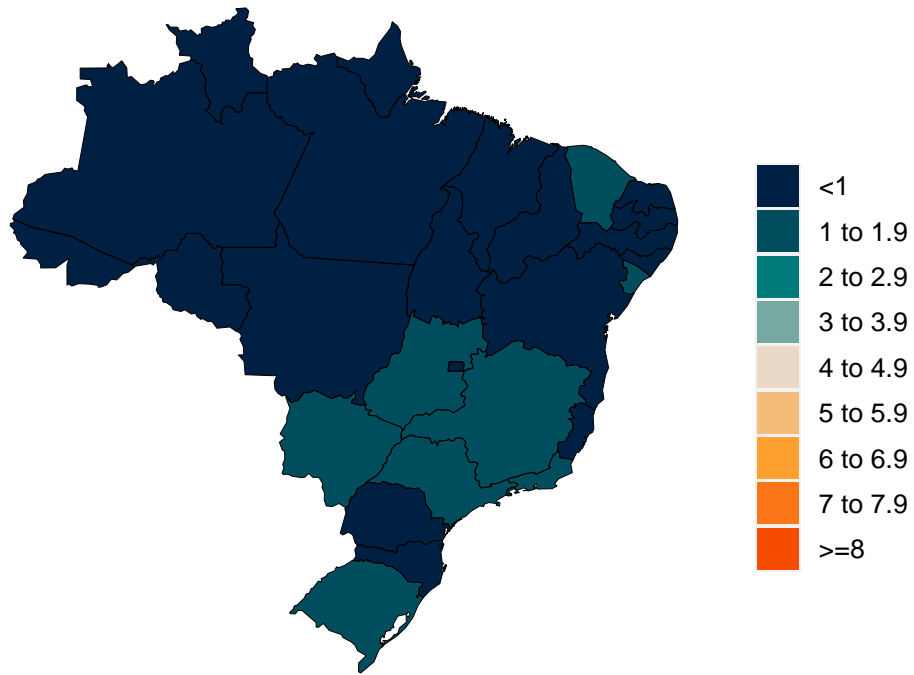 <1
1 to 1.9
2 to 2.9
3 to 3.9
4 to 4.9
5 to 5.9
6 to 6.9
7 to 7.9
>=8